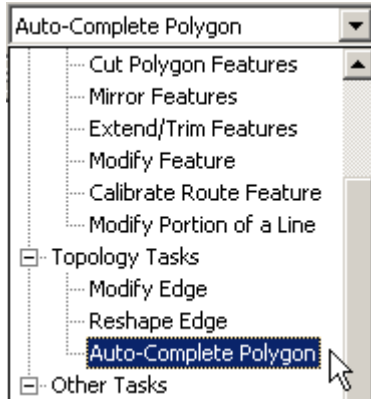 Auto-Complete Polygon
Cut Polygon Features
Mirror Features
Extend/Trim Features
Modify Feature
Calibrate Route Feature
Modify Portion of a Line
Topology Tasks
Modify Edge
Reshape Edge
Auto-Complete Polygon
Other Tasks